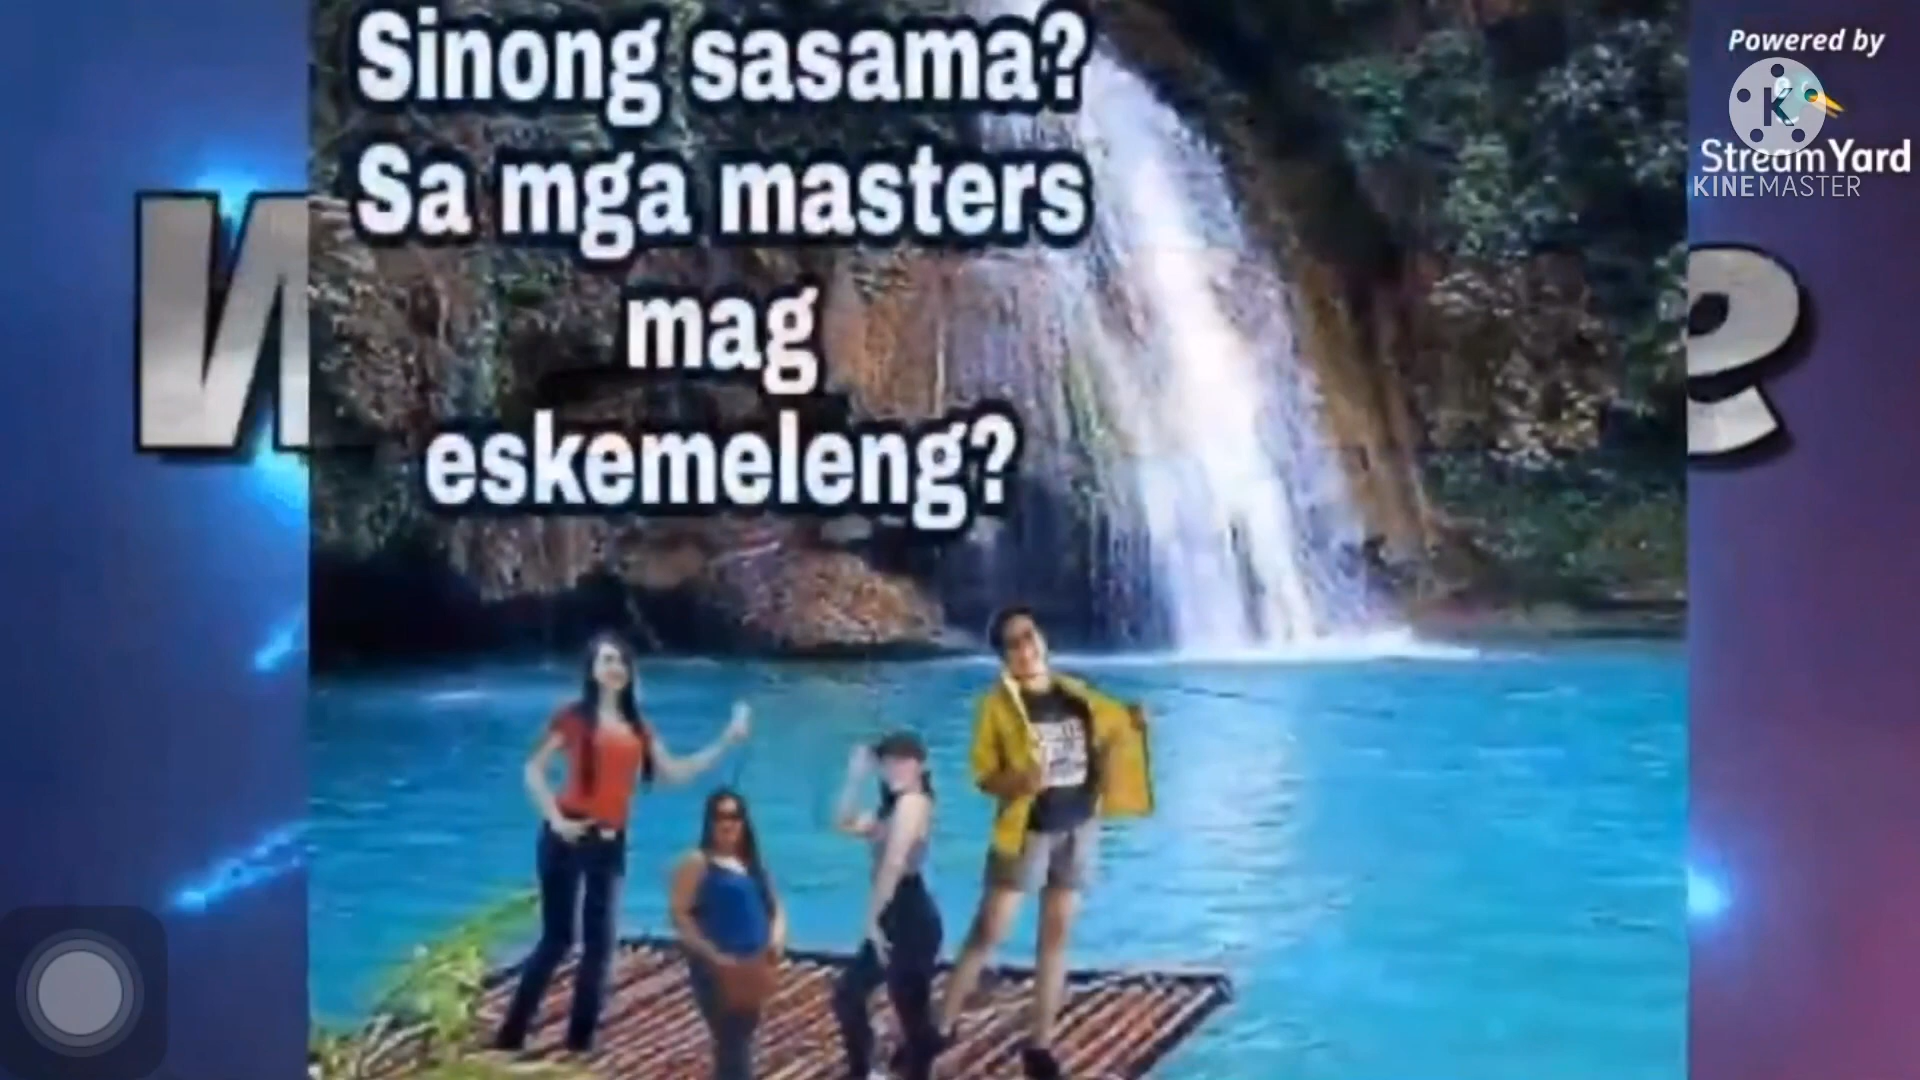 Sinong sasama?
Sa mga masters
mag
eskemeleng?
Powered by
StreamYard
KINEMASTER